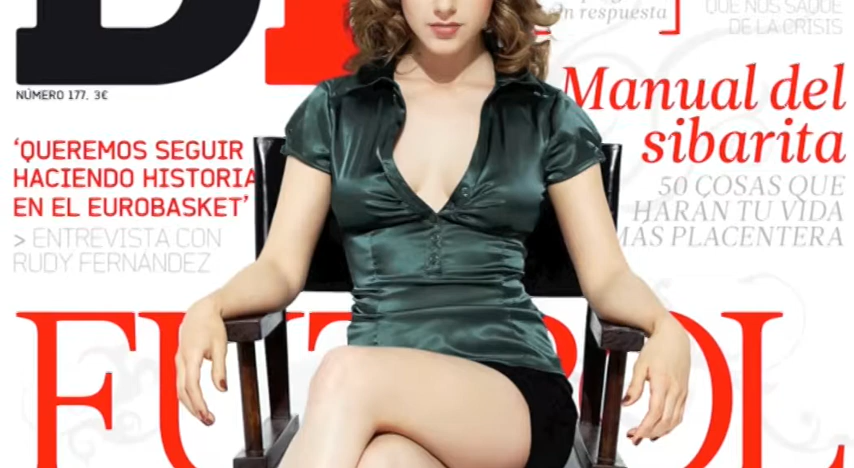 en respuesta
QUE NOS SAQUE
DE LA CRISIS
NÚMERO 177. 3€
Manual del
sibarita
50 COSAS QUE
HARÁN TU VIDA
MÁS PLACENTERA
‘QUEREMOS SEGUIR
HACIENDO HISTORIA
EN EL EUROBASKET’
> ENTREVISTA CON
RUDY FERNÁNDEZ